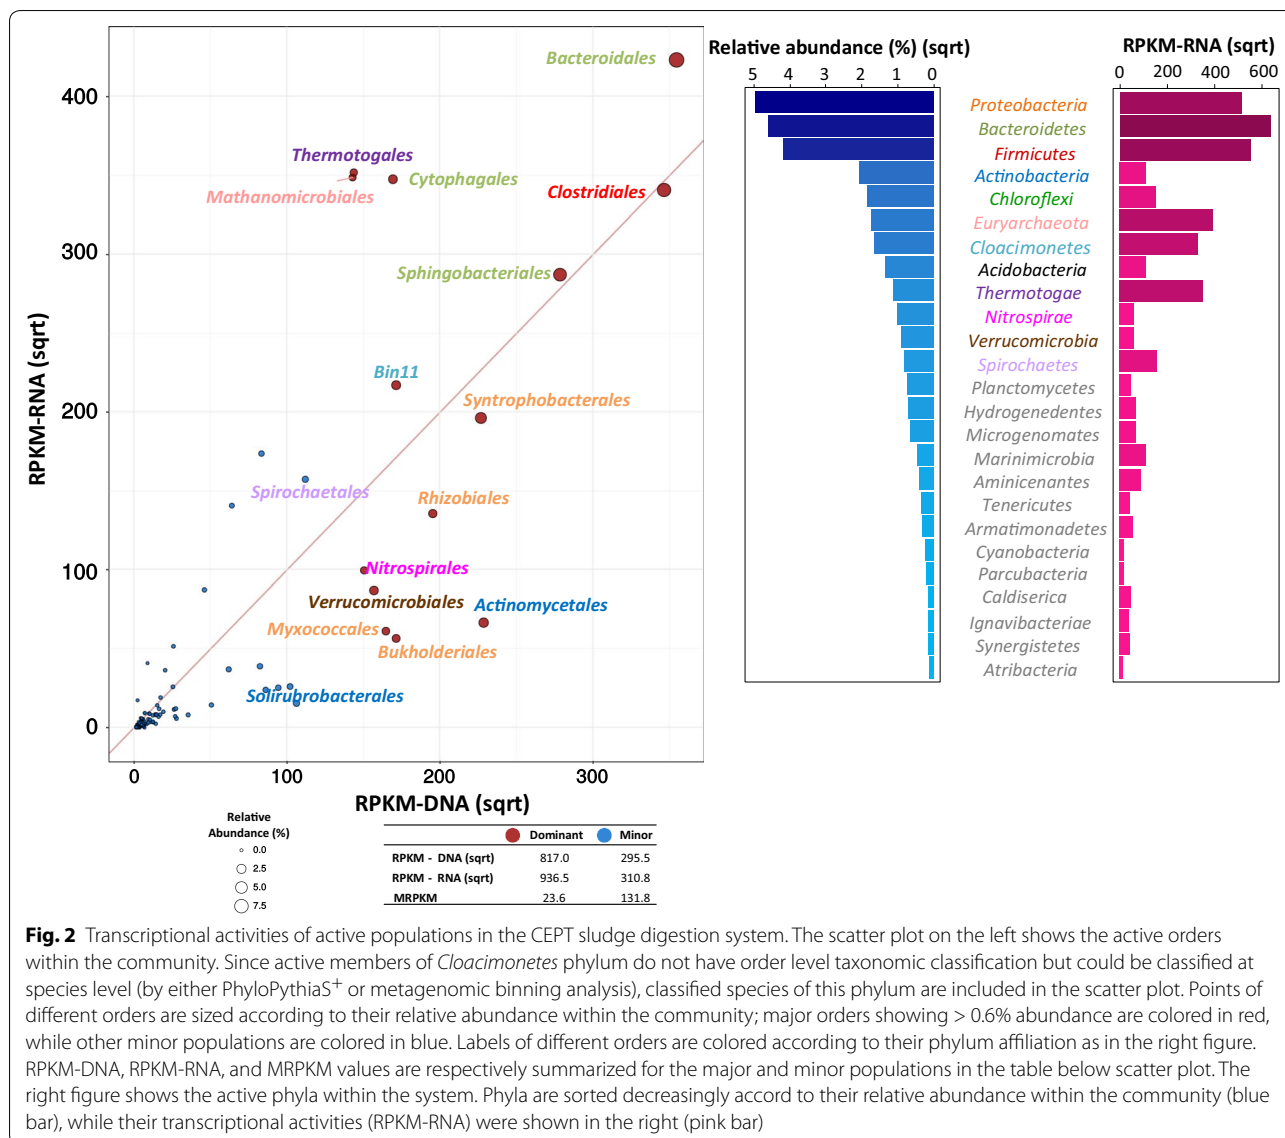 Bacteroidales
400
Thermotogales
Cytophagales
Mathanomicrobiales
Clostridiales
300
Sphingobacteriales
Bin11
Syntrophobacterales
200
Spirochaetales
Rhizobiales
100
Nitrospirales
Verrucomicrobiales
Actinomycetales
Myxococcales
Bukholderiales
Solirubrobacterales
0
RPKM-RNA (sqrt)
0 100 200 300
RPKM-DNA (sqrt)
Relative
Abundance (%)
0.0
2.5
5.0
7.5
Dominant Minor
RPKM - DNA (sqrt) 817.0 295.5
RPKM - RNA (sqrt) 936.5 310.8
MRPKM 23.6 131.8
Relative abundance (%) (sqrt)
5 4 3 2 1 0
RPKM-RNA (sqrt)
0 200 400 600
Proteobacteria
Bacteroidetes
Firmicutes
Actinobacteria
Chloroflexi
Euryarchaeota
Cloacimonetes
Acidobacteria
Thermotogae
Nitrospirae
Verrucomicrobia
Spirochaetes
Planctomycetes
Hydrogenedentes
Microgenomates
Marinimicrobia
Aminicenantes
Tenericutes
Armatimonadetes
Cyanobacteria
Parcubacteria
Caldiserica
Ignavibacteriae
Synergistetes
Atribacteria
Fig. 2 Transcriptional activities of active populations in the CEPT sludge digestion system. The scatter plot on the left shows the active orders
within the community. Since active members of Cloacimonetes phylum do not have order level taxonomic classification but could be classified at
species level (by either PhyloPythiaS+ or metagenomic binning analysis), classified species of this phylum are included in the scatter plot. Points of
different orders are sized according to their relative abundance within the community; major orders showing > 0.6% abundance are colored in red,
while other minor populations are colored in blue. Labels of different orders are colored according to their phylum affiliation as in the right figure.
RPKM-DNA, RPKM-RNA, and MRPKM values are respectively summarized for the major and minor populations in the table below scatter plot. The
right figure shows the active phyla within the system. Phyla are sorted decreasingly accord to their relative abundance within the community (blue
bar), while their transcriptional activities (RPKM-RNA) were shown in the right (pink bar)